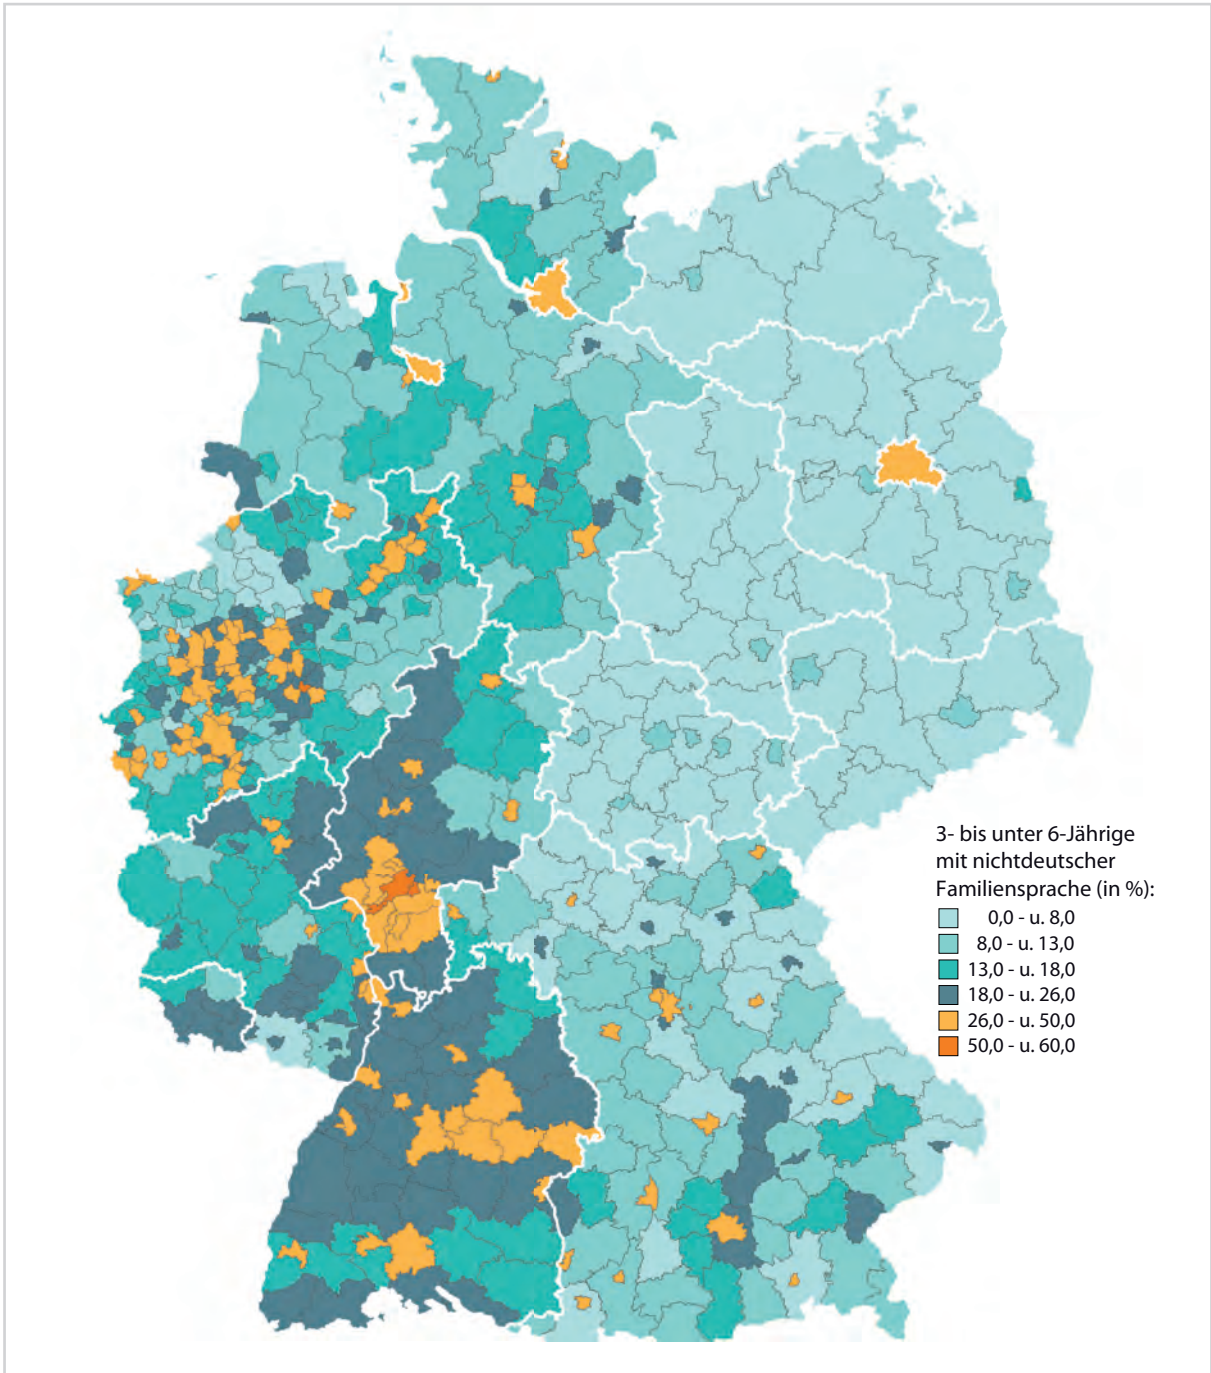 3- bis unter 6-Jährige
mit nichtdeutscher
Familiensprache (in %):
0,0 - u. 8,0
8,0 - u. 13,0
13,0 - u. 18,0
18,0 - u. 26,0
26,0 - u. 50,0
50,0 - u. 60,0